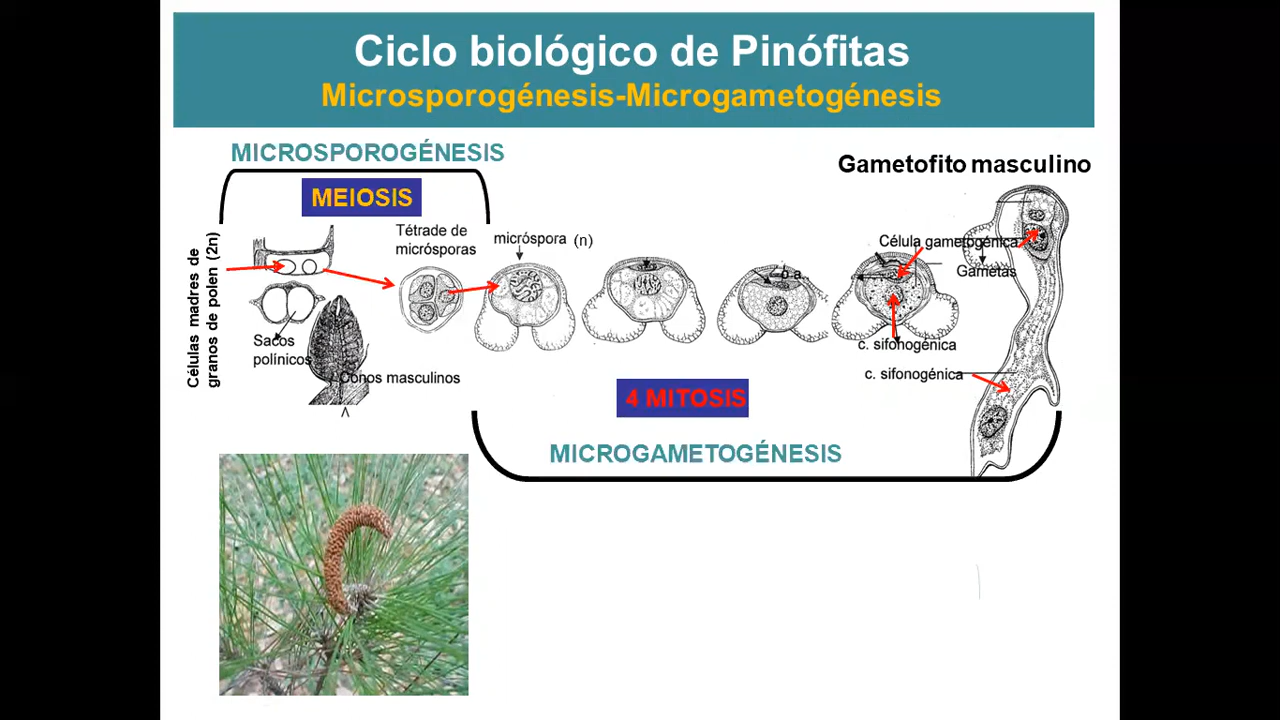 Ciclo biológico de Pinófitas
Microsporogénesis-Microgametogénesis
MICROSPOROGÉNESIS
MEIOSIS
Gametofito masculino
Células madres de
granos de polen (2n)
Tétrade de
micrósporas
micróspora (n)
Sacos
polínicos
Conos masculinos
A
Célula gametogénica
Gametas
c. sifonogénica
c. sifonogénica
4 MITOSIS
MICROGAMETOGÉNESIS